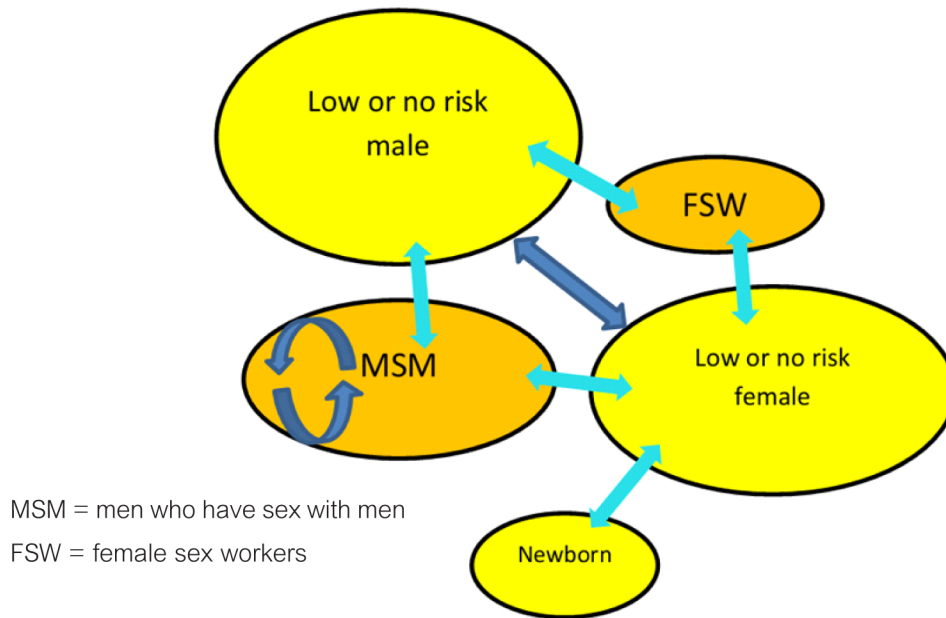 Low or no risk
male
FSW
MSM
Low or no risk
female
MSM = men who have sex with men
FSW = female sex workers
Newborn